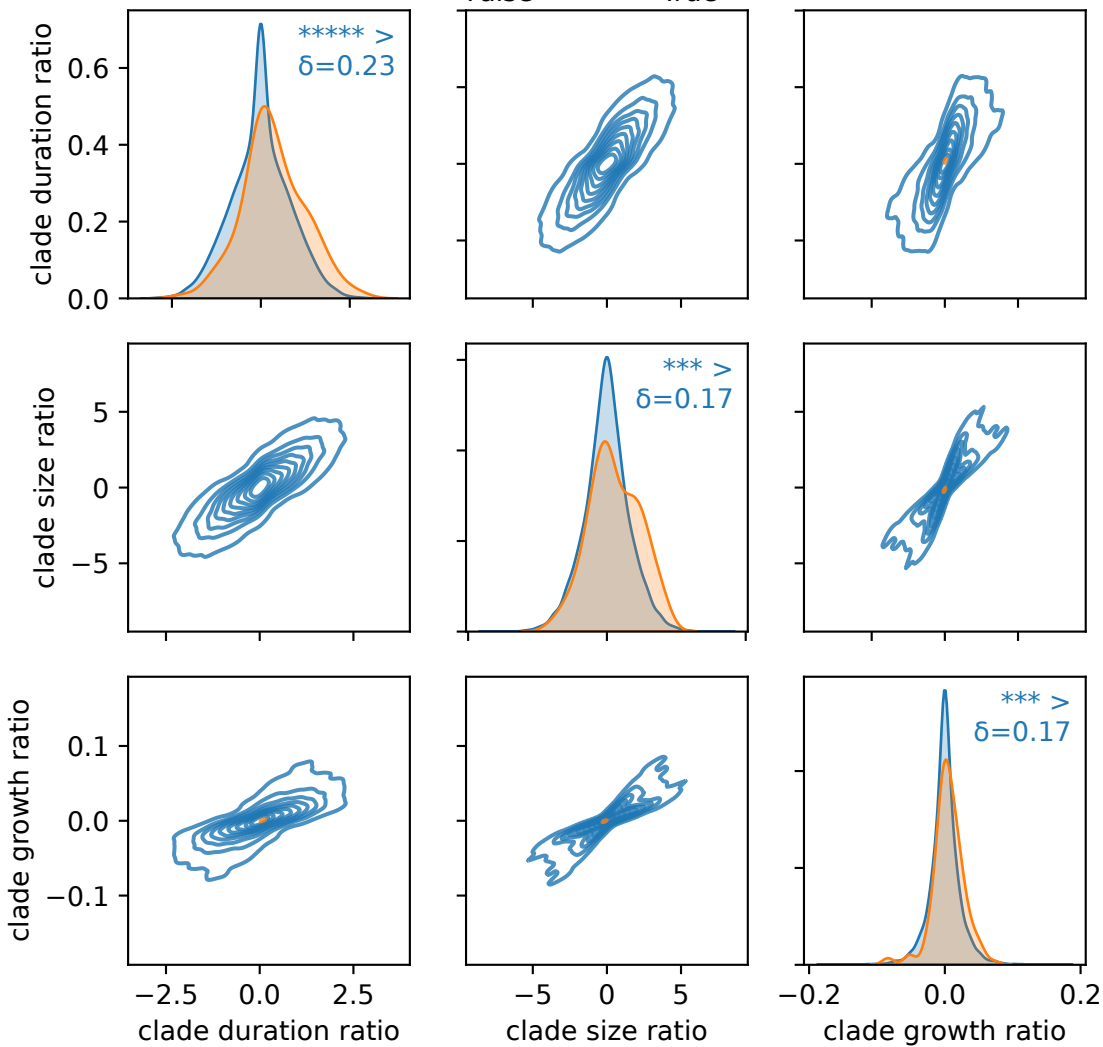 ***** >
δ=0.23
clade duration ratio
0.6
0.4
0.2
0.0
*** >
δ=0.17
clade size ratio
5
0
−5
*** >
δ=0.17
clade growth ratio
0.1
0.0
−0.1
−2.5 0.0 2.5
−5 0 5
−0.2 0.0 0.2
clade duration ratio
clade size ratio
clade growth ratio